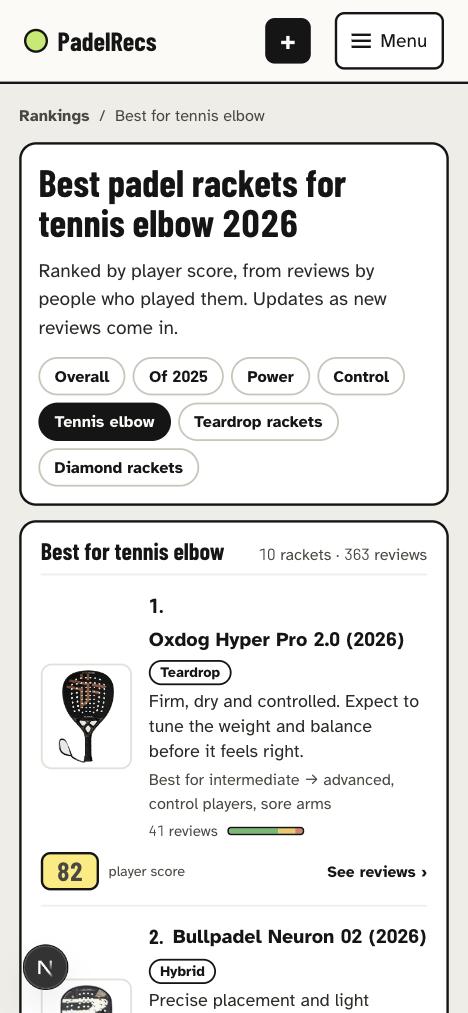 PadelRecs
+
Menu
Rankings / Best for tennis elbow
Best padel rackets for
tennis elbow 2026
Ranked by player score, from reviews by
people who played them. Updates as new
reviews come in.
Overall
Of 2025
Power
Control
Tennis elbow
Teardrop rackets
Diamond rackets
Best for tennis elbow
10 rackets · 363 reviews
1.
Oxdog Hyper Pro 2.0 (2026)
Teardrop
Firm, dry and controlled. Expect to
tune the weight and balance
before it feels right.
Best for intermediate → advanced,
control players, sore arms
41 reviews
82
player score
See reviews ›
2. Bullpadel Neuron 02 (2026)
Hybrid
Precise placement and light
N